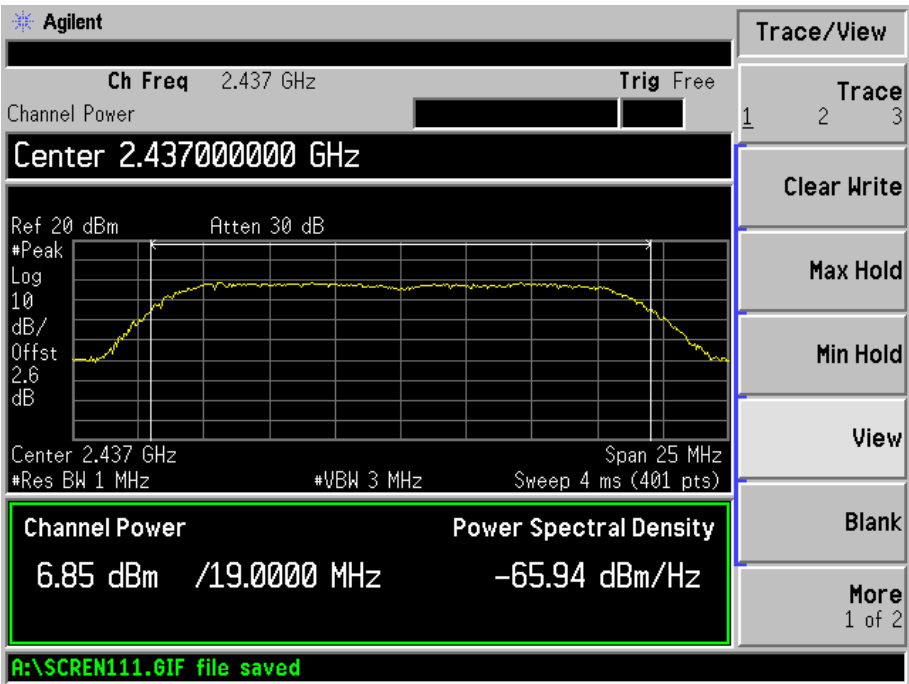 Agilent
Ch Freq 2.437 GHz Trig Free
Channel Power
Center 2.437000000 GHz
Ref 20 dBm Atten 30 dB
#Peak
Log
10
dB/
Offst
2.6
dB
Center 2.437 GHz Span 25 MHz
#Res BW 1 MHz #VBW 3 MHz Sweep 4 ms (401 pts)
Channel Power Power Spectral Density
6.85 dBm /19.0000 MHz -65.94 dBm/Hz
A:\SCREN111.GIF file saved
Trace/View
Trace
1 2 3
Clear Write
Max Hold
Min Hold
View
Blank
More
1 of 2